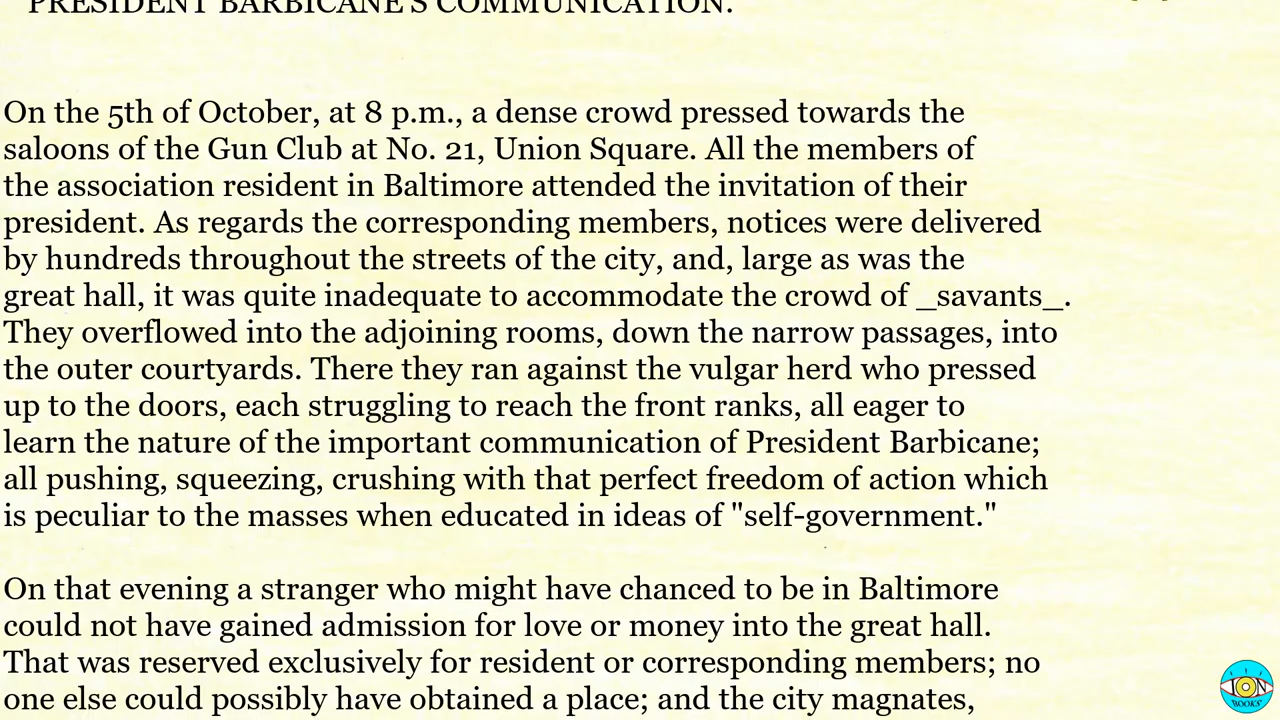 PRESIDENT BARBICANE'S COMMUNICATION.
On the 5th of October, at 8 p.m., a dense crowd pressed towards the
saloons of the Gun Club at No. 21, Union Square. All the members of
the association resident in Baltimore attended the invitation of their
president. As regards the corresponding members, notices were delivered
by hundreds throughout the streets of the city, and, large as was the
great hall, it was quite inadequate to accommodate the crowd of _savants_.
They overflowed into the adjoining rooms, down the narrow passages, into
the outer courtyards. There they ran against the vulgar herd who pressed
up to the doors, each struggling to reach the front ranks, all eager to
learn the nature of the important communication of President Barbicane;
all pushing, squeezing, crushing with that perfect freedom of action which
is peculiar to the masses when educated in ideas of "self-government."
On that evening a stranger who might have chanced to be in Baltimore
could not have gained admission for love or money into the great hall.
That was reserved exclusively for resident or corresponding members; no
one else could possibly have obtained a place; and the city magnates,
ION
BOOKS